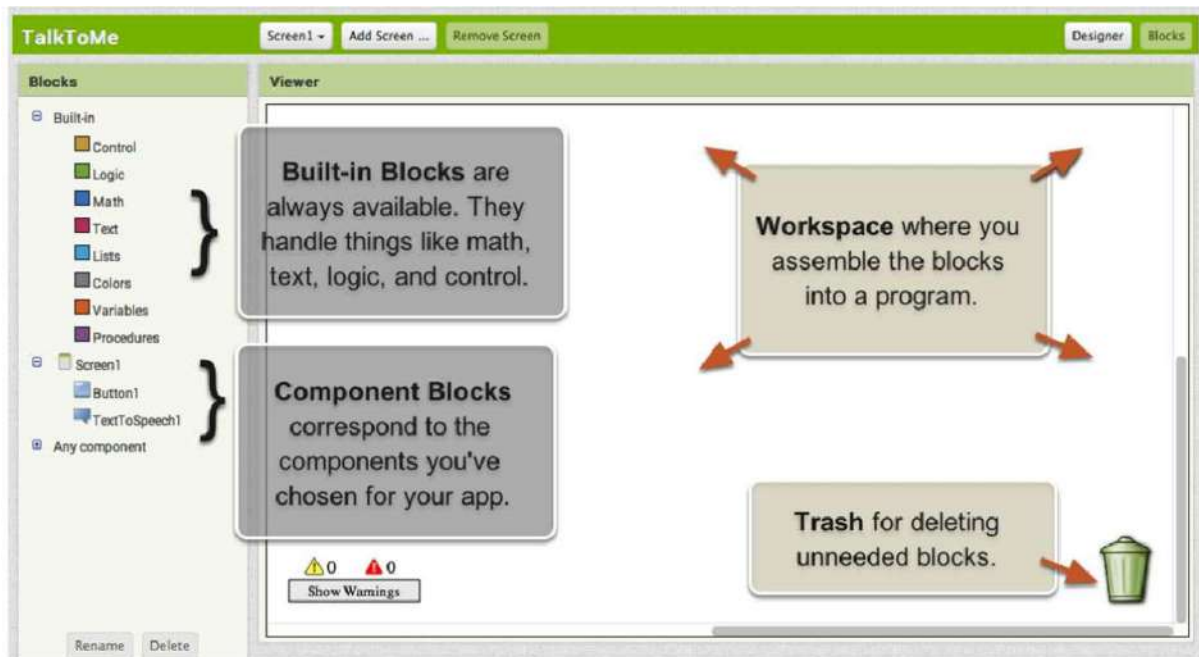 TalkToMe
Screen1
Add Screen ...
Remove Screen
Designer
Blocks
Blocks
Viewer
Built-in
Control
Logic
Math
Text
Lists
Colors
Variables
Procedures
Screen1
Button1
TextToSpeech1
Any component
Rename Delete
Built-in Blocks are
always available. They
handle things like math,
text, logic, and control.
Component Blocks
correspond to the
components you've
chosen for your app.
Workspace where you
assemble the blocks
into a program.
Trash for deleting
unneeded blocks.
0 0
Show Warnings